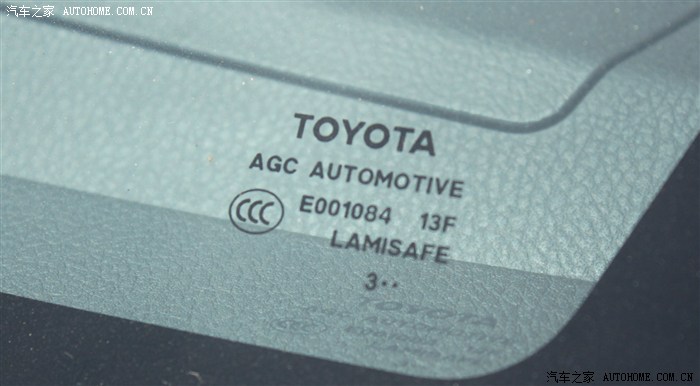 汽车之家 AUTOHOME.COM.CN
TOYOTA
AGC AUTOMOTIVE
CCC E001084 13F
LAMISAFE
3··
TOYOTA
汽车之家 AUTOHOME.COM.CN